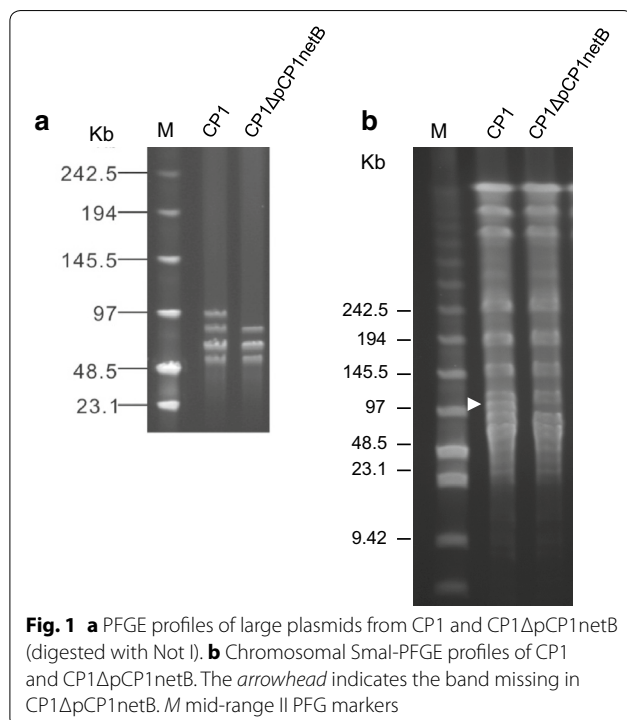 a
Kb
M
CP1
CP1ΔpCP1netB
242.5
194
145.5
97
48.5
23.1
b
Kb
M
CP1
CP1ΔpCP1netB
242.5
194
145.5
97
48.5
23.1
9.42
Fig. 1 a PFGE profiles of large plasmids from CP1 and CP1ΔpCP1netB
(digested with Not I). b Chromosomal SmaI-PFGE profiles of CP1
and CP1ΔpCP1netB. The arrowhead indicates the band missing in
CP1ΔpCP1netB. M mid-range II PFG markers